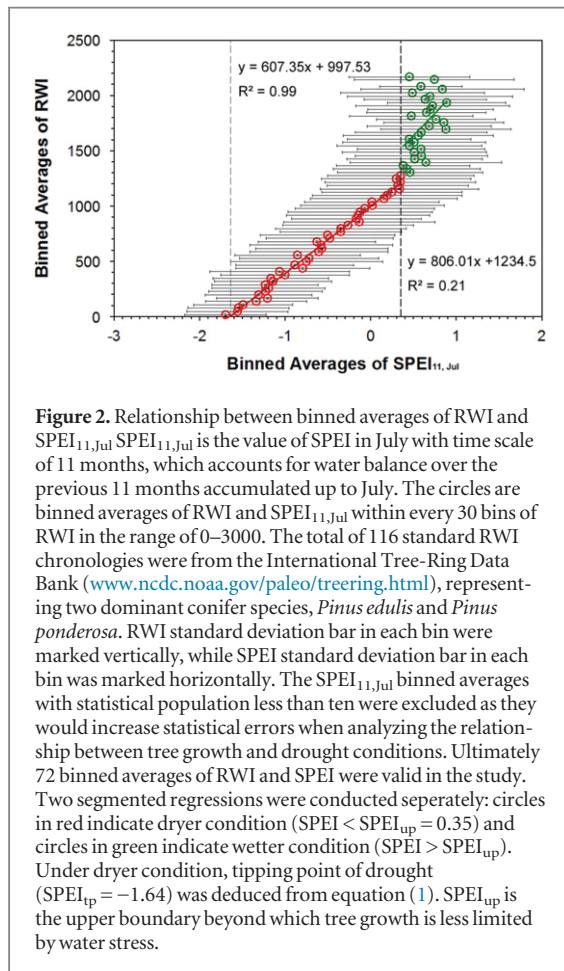 2500
2000
1500
1000
500
0
Binned Averages of RWI
y = 607.35x + 997.53
R² = 0.99
y = 806.01x +1234.5
R² = 0.21
-3
-2
-1
0
1
2
Binned Averages of SPEI₁₁, Jul
Figure 2. Relationship between binned averages of RWI and
SPEI₁₁,Jul SPEI₁₁,Jul is the value of SPEI in July with time scale
of 11 months, which accounts for water balance over the
previous 11 months accumulated up to July. The circles are
binned averages of RWI and SPEI₁₁,Jul within every 30 bins of
RWI in the range of 0–3000. The total of 116 standard RWI
chronologies were from the International Tree-Ring Data
Bank (www.ncdc.noaa.gov/paleo/treering.html), represent-
ing two dominant conifer species, Pinus edulis and Pinus
ponderosa. RWI standard deviation bar in each bin were
marked vertically, while SPEI standard deviation bar in each
bin was marked horizontally. The SPEI₁₁,Jul binned averages
with statistical population less than ten were excluded as they
would increase statistical errors when analyzing the relation-
ship between tree growth and drought conditions. Ultimately
72 binned averages of RWI and SPEI were valid in the study.
Two segmented regressions were conducted seperately: circles
in red indicate dryer condition (SPEI < SPEIup = 0.35) and
circles in green indicate wetter condition (SPEI > SPEIup).
Under dryer condition, tipping point of drought
(SPEItp = −1.64) was deduced from equation (1). SPEIup is
the upper boundary beyond which tree growth is less limited
by water stress.